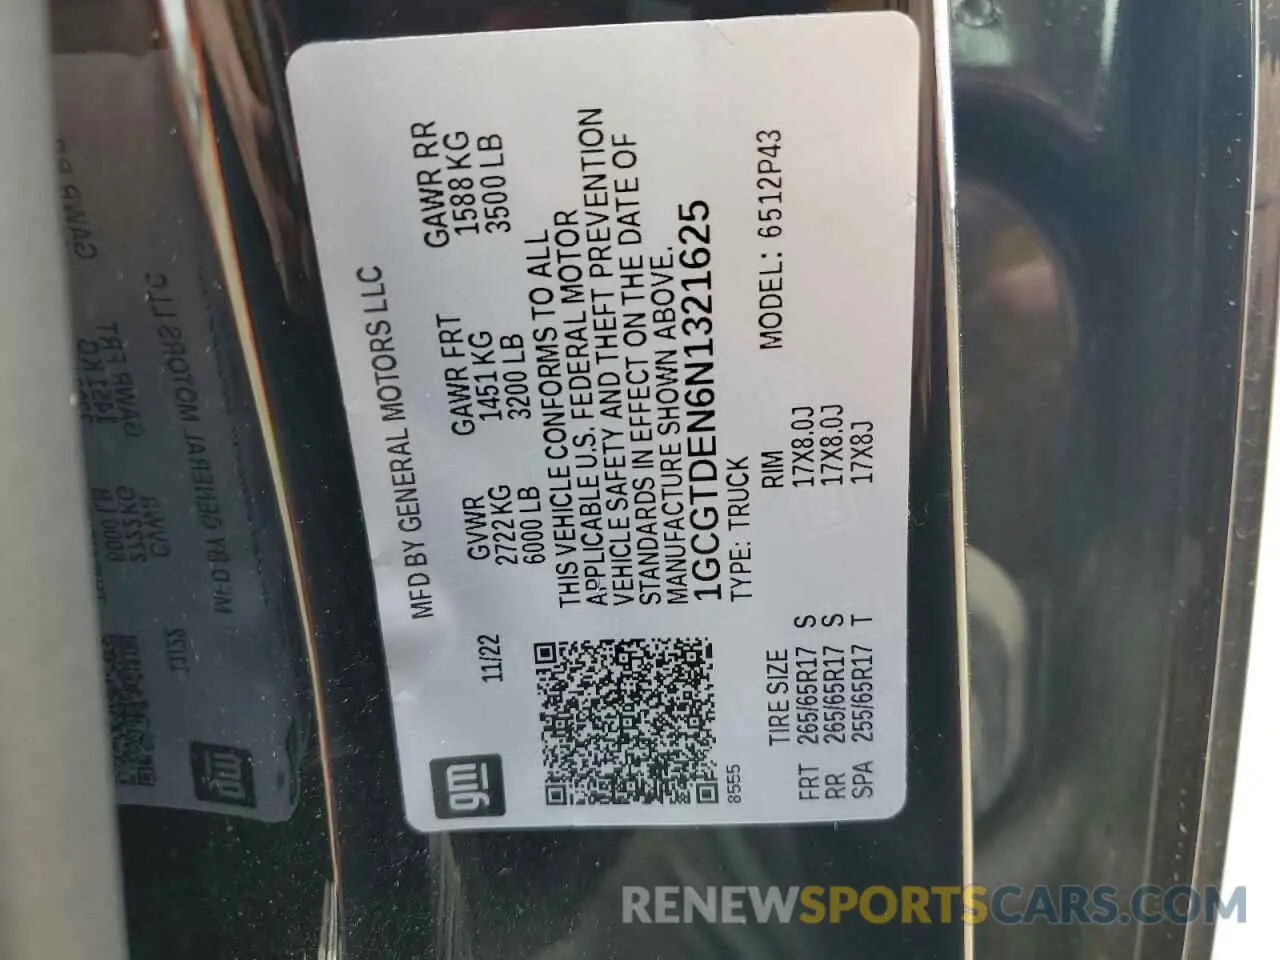 MFD BY GENERAL MOTORS LLC
gm
11/22
GVWR GAWR FRT GAWR RR
2722 KG 1451 KG 1588 KG
6000 LB 3200 LB 3500 LB
THIS VEHICLE CONFORMS TO ALL
APPLICABLE U.S. FEDERAL MOTOR
VEHICLE SAFETY AND THEFT PREVENTION
STANDARDS IN EFFECT ON THE DATE OF
MANUFACTURE SHOWN ABOVE.
1GCGTDEN6N1321625
8555
TYPE: TRUCK
MODEL: 6512P43
TIRE SIZE RIM
FRT 265/65R17 S 17X8.0J
RR 265/65R17 S 17X8.0J
SPA 255/65R17 T 17X8J
RENEWSPORTSCARS.COM